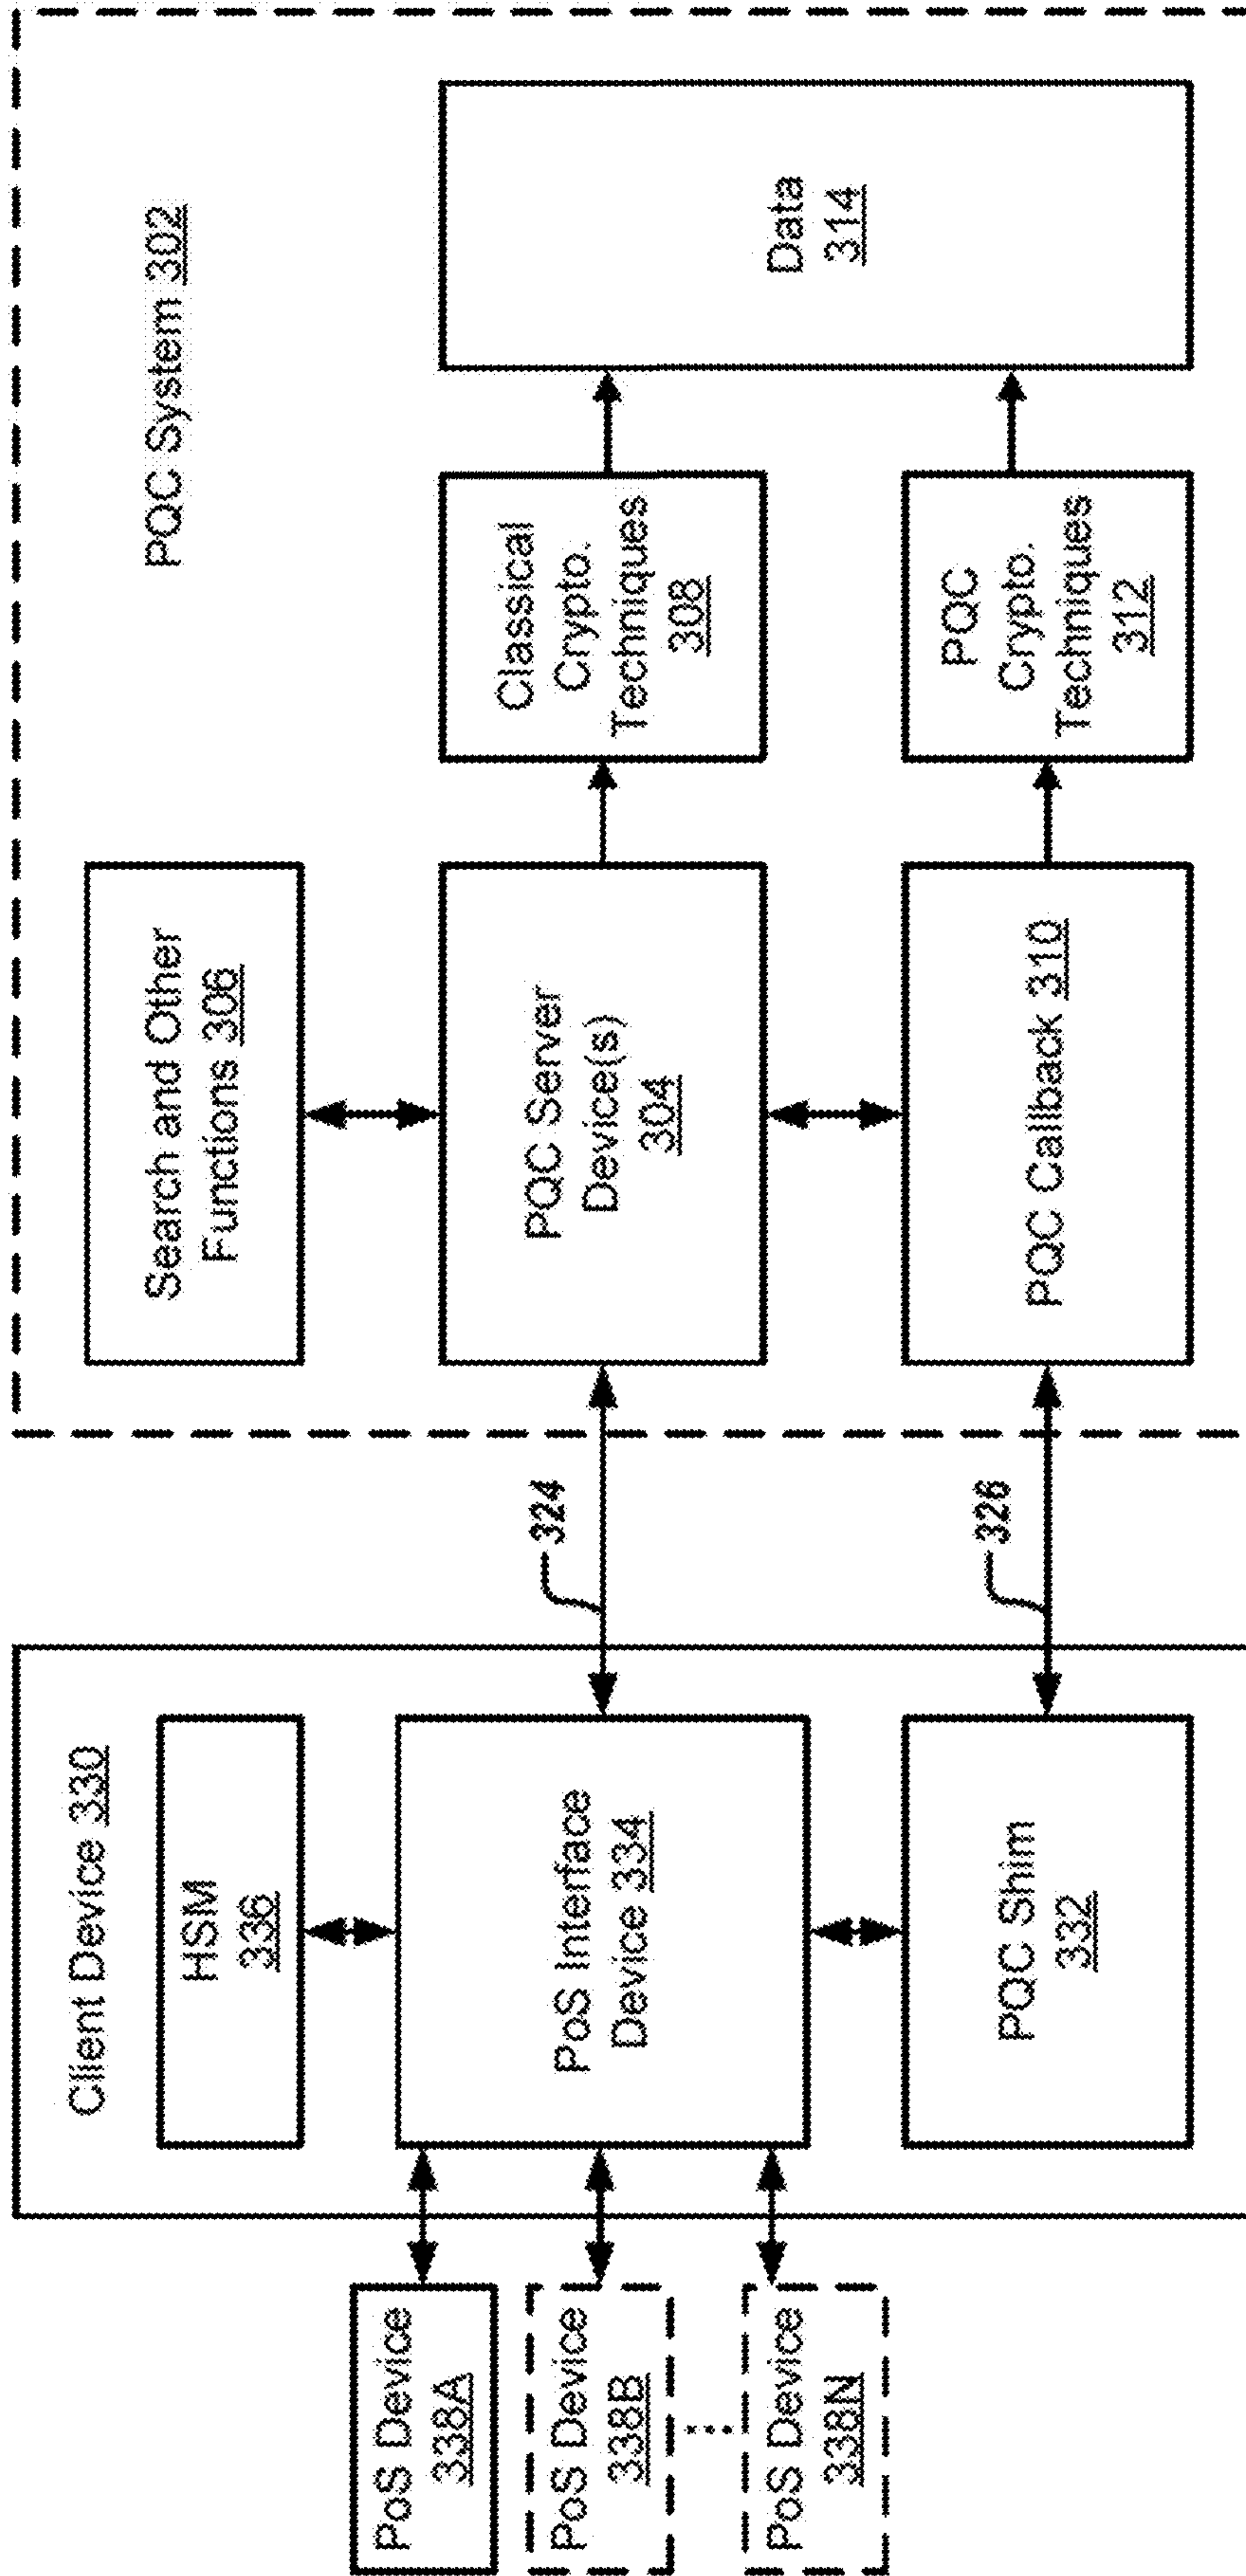 PoS Device
338A
PoS Device
338B
PoS Device
338N
Client Device 330
HSM
336
PoS Interface
Device 334
PQC Shim
332
324
326
PQC System 302
Search and Other
Functions 306
PQC Server
Device(s)
304
PQC Callback 310
Classical
Crypto.
Techniques
308
PQC
Crypto.
Techniques
312
Data
314